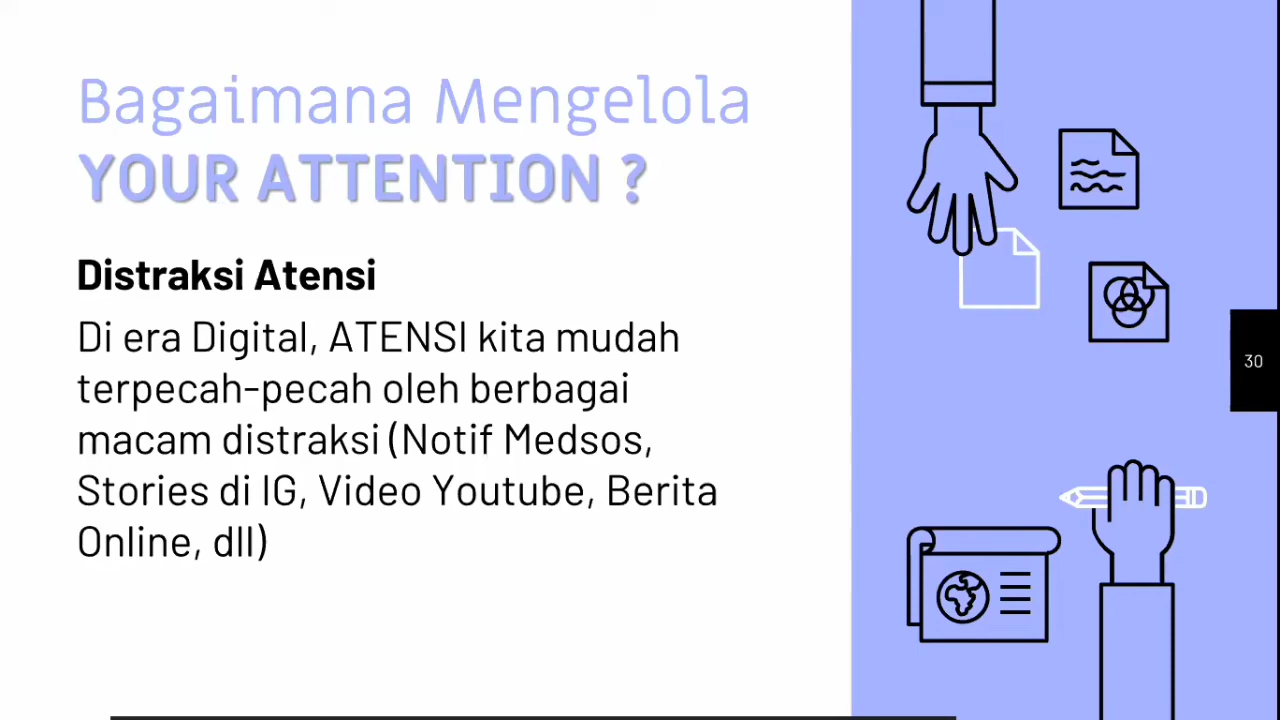 Bagaimana Mengelola
YOUR ATTENTION ?
Distraksi Atensi
Di era Digital, ATENSI kita mudah
terpecah-pecah oleh berbagai
macam distraksi (Notif Medsos,
Stories di IG, Video Youtube, Berita
Online, dll)
30